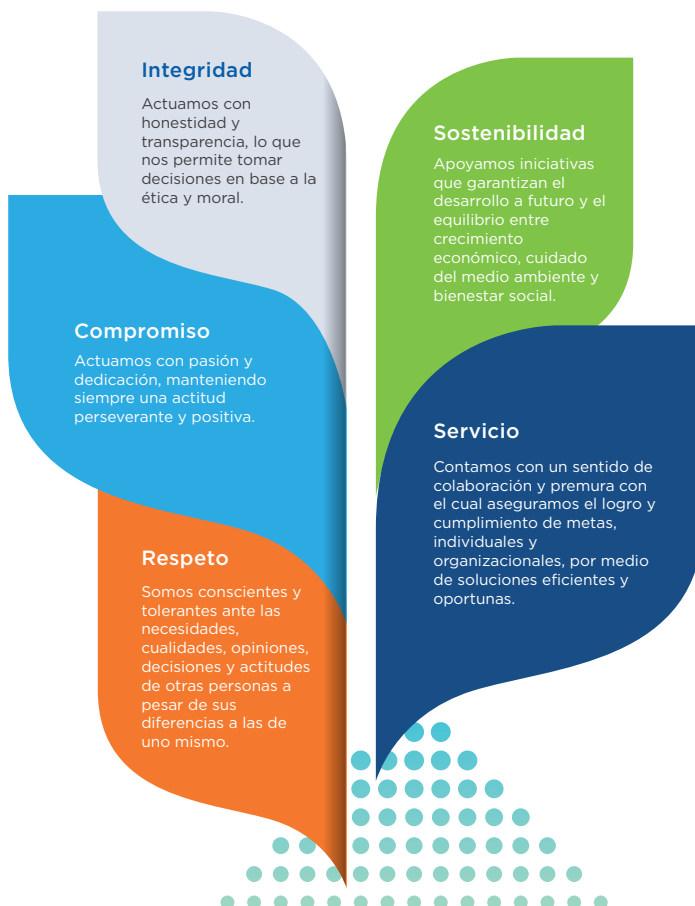 Integridad
Actuamos con
honestidad y
transparencia, lo que
nos permite tomar
decisiones en base a la
ética y moral.
Compromiso
Actuamos con pasión y
dedicación, manteniendo
siempre una actitud
perseverante y positiva.
Respeto
Somos conscientes y
tolerantes ante las
necesidades,
cualidades, opiniones,
decisiones y actitudes
de otras personas a
pesar de sus
diferencias a las de
uno mismo.
Sostenibilidad
Apoyamos iniciativas
que garantizan el
desarrollo a futuro y el
equilibrio entre
crecimiento
económico, cuidado
del medio ambiente y
bienestar social.
Servicio
Contamos con un sentido de
colaboración y premura con
el cual aseguramos el logro y
cumplimiento de metas,
individuales y
organizacionales, por medio
de soluciones eficientes y
oportunas.